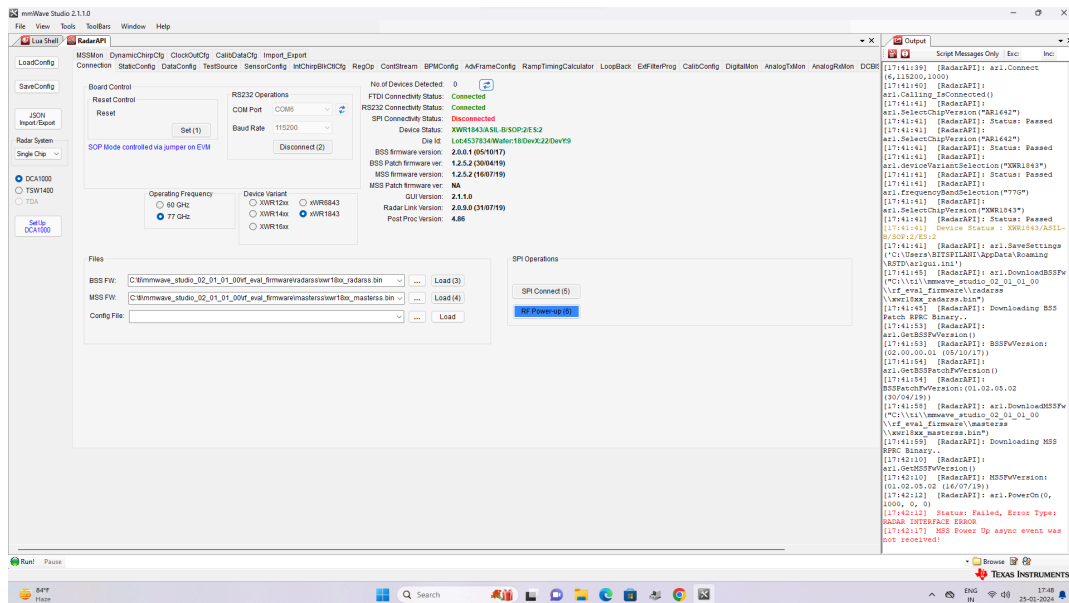 mmWave Studio 2.1.1.0
File View Tools ToolBars Window Help
Lua Shell RadarAPI
LoadConfig
SaveConfig
JSON
Import/Export
Radar System
Single Chip
DCA1000
TSW1400
TDA
SetUp
DCA1000
MSSMon DynamicChirpCfg ClockOutCfg CalibDataCfg Import_Export
Connection StaticConfig DataConfig TestSource SensorConfig IntChirpBlkCtlCfg RegOp ContStream BPMConfig AdvFrameConfig RampTimingCalculator LoopBack ExtFilterProg CalibConfig DigitalMon AnalogTxMon AnalogRxMon DCBI
Board Control
Reset Control
Reset
Set (1)
SOP Mode controlled via jumper on EVM
RS232 Operations
COM Port COM6
Baud Rate 115200
Disconnect (2)
Operating Frequency
60 GHz
77 GHz
Device Variant
XWR12xx xWR6843
XWR14xx xWR1843
XWR16xx
No.of Devices Detected: 0
FTDI Connectivity Status: Connected
RS232 Connectivity Status: Connected
SPI Connectivity Status: Disconnected
Device Status: XWR1843/ASIL-B/SOP:2/ES:2
Die Id: Lot:4537834/Wafer:18/DevX:22/DevY:9
BSS firmware version: 2.0.0.1 (05/10/17)
BSS Patch firmware ver: 1.2.5.2 (30/04/19)
MSS firmware version: 1.2.5.2 (16/07/19)
MSS Patch firmware ver: NA
GUI Version: 2.1.1.0
Radar Link Version: 2.0.9.0 (31/07/19)
Post Proc Version: 4.86
Files
BSS FW: C:\ti\mmwave_studio_02_01_01_00\rf_eval_firmware\radarss\xwr18xx_radarss.bin ... Load (3)
MSS FW: C:\ti\mmwave_studio_02_01_01_00\rf_eval_firmware\masterss\xwr18xx_masterss.bin ... Load (4)
Config File: ... Load
SPI Operations
SPI Connect (5)
RF Power-up (6)
Output
Script Messages Only Exc: Inc:
[17:41:39] [RadarAPI]: ar1.Connect
(6,115200,1000)
[17:41:40] [RadarAPI]:
ar1.Calling_IsConnected()
[17:41:41] [RadarAPI]:
ar1.SelectChipVersion("AR1642")
[17:41:41] [RadarAPI]: Status: Passed
[17:41:41] [RadarAPI]:
ar1.SelectChipVersion("AR1642")
[17:41:41] [RadarAPI]: Status: Passed
[17:41:41] [RadarAPI]:
ar1.deviceVariantSelection("XWR1843")
[17:41:41] [RadarAPI]: Status: Passed
[17:41:41] [RadarAPI]:
ar1.frequencyBandSelection("77G")
[17:41:41] [RadarAPI]:
ar1.SelectChipVersion("XWR1843")
[17:41:41] [RadarAPI]: Status: Passed
[17:41:41] Device Status : XWR1843/ASIL-
B/SOP:2/ES:2
[17:41:41] [RadarAPI]: ar1.SaveSettings
('C:\Users\BITSPILANI\AppData\Roaming
\RSTD\ar1gui.ini')
[17:41:45] [RadarAPI]: ar1.DownloadBSSFw
("C:\\ti\\mmwave_studio_02_01_01_00
\\rf_eval_firmware\\radarss
\\xwr18xx_radarss.bin")
[17:41:45] [RadarAPI]: Downloading BSS
Patch RPRC Binary..
[17:41:53] [RadarAPI]:
ar1.GetBSSFwVersion()
[17:41:53] [RadarAPI]: BSSFwVersion:
(02.00.00.01 (05/10/17))
[17:41:54] [RadarAPI]:
ar1.GetBSSPatchFwVersion()
[17:41:54] [RadarAPI]:
BSSPatchFwVersion:(01.02.05.02
(30/04/19))
[17:41:58] [RadarAPI]: ar1.DownloadMSSFw
("C:\\ti\\mmwave_studio_02_01_01_00
\\rf_eval_firmware\\masterss
\\xwr18xx_masterss.bin")
[17:41:59] [RadarAPI]: Downloading MSS
RPRC Binary..
[17:42:10] [RadarAPI]:
ar1.GetMSSFwVersion()
[17:42:10] [RadarAPI]: MSSFwVersion:
(01.02.05.02 (16/07/19))
[17:42:12] [RadarAPI]: ar1.PowerOn(0,
1000, 0, 0)
[17:42:12] Status: Failed, Error Type:
RADAR INTERFACE ERROR
[17:42:17] MSS Power Up async event was
not received!
Run! Pause
Browse
TEXAS INSTRUMENTS
84°F
Haze
Search
ENG
IN
17:48
25-01-2024